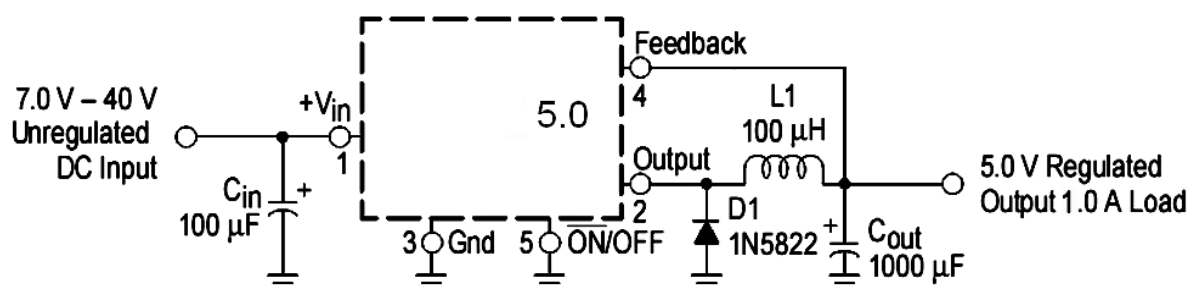 7.0 V – 40 V
Unregulated
DC Input
+Vin
1
Cin
+
100 µF
5.0
3
Gnd
5
ON/OFF
Feedback
4
Output
2
L1
100 µH
D1
1N5822
+
Cout
1000 µF
5.0 V Regulated
Output 1.0 A Load